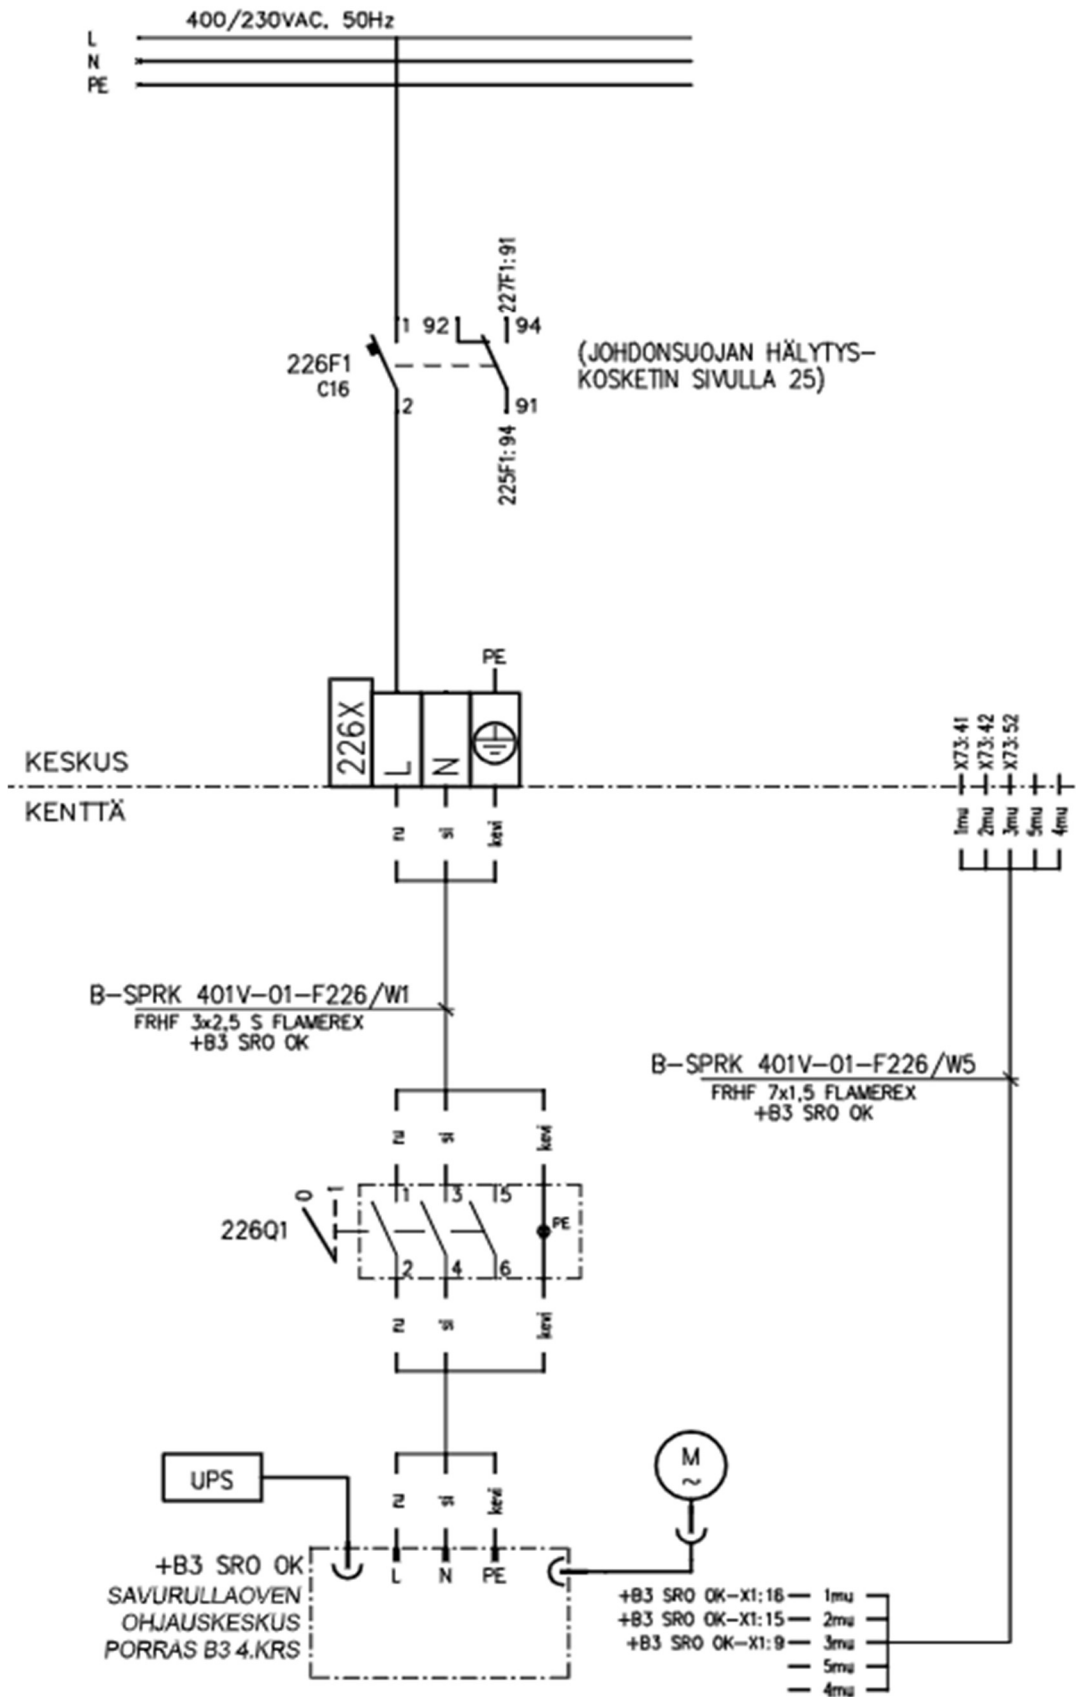 400/230VAC, 50Hz
L
N
PE
227F1:91
1 92 94
226F1
C16
(JOHDONSUOJAN HÄLYTYS-
KOSKETIN SIVULLA 25)
2 91
225F1:94
PE
226X
L
N
X73:41
X73:42
X73:52
KESKUS
KENTTÄ
ru
si
kevi
1mu
2mu
3mu
5mu
4mu
B-SPRK 401V-01-F226/W1
FRHF 3x2,5 S FLAMEREX
+B3 SRO OK
B-SPRK 401V-01-F226/W5
FRHF 7x1,5 FLAMEREX
+B3 SRO OK
ru
si
kevi
0
1
1 3 5
226Q1
PE
2 4 6
ru
si
kevi
M
~
UPS
ru
si
kevi
+B3 SRO OK
L N PE
SAVURULLAOVEN
OHJAUSKESKUS
PORRAS B3 4.KRS
+B3 SRO OK-X1:16 1mu
+B3 SRO OK-X1:15 2mu
+B3 SRO OK-X1:9 3mu
5mu
4mu